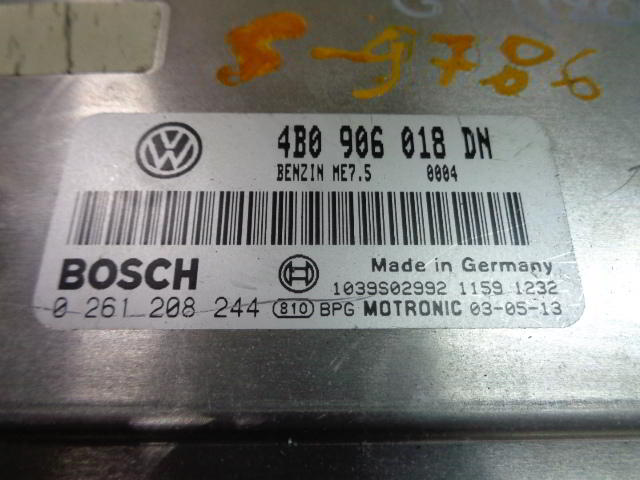 S-9786
4B0 906 018 DN
BENZIN ME7.5 0004
BOSCH
Made in Germany
1039S02992 1159 1232
0 261 208 244 810 BPG MOTRONIC 03-05-13